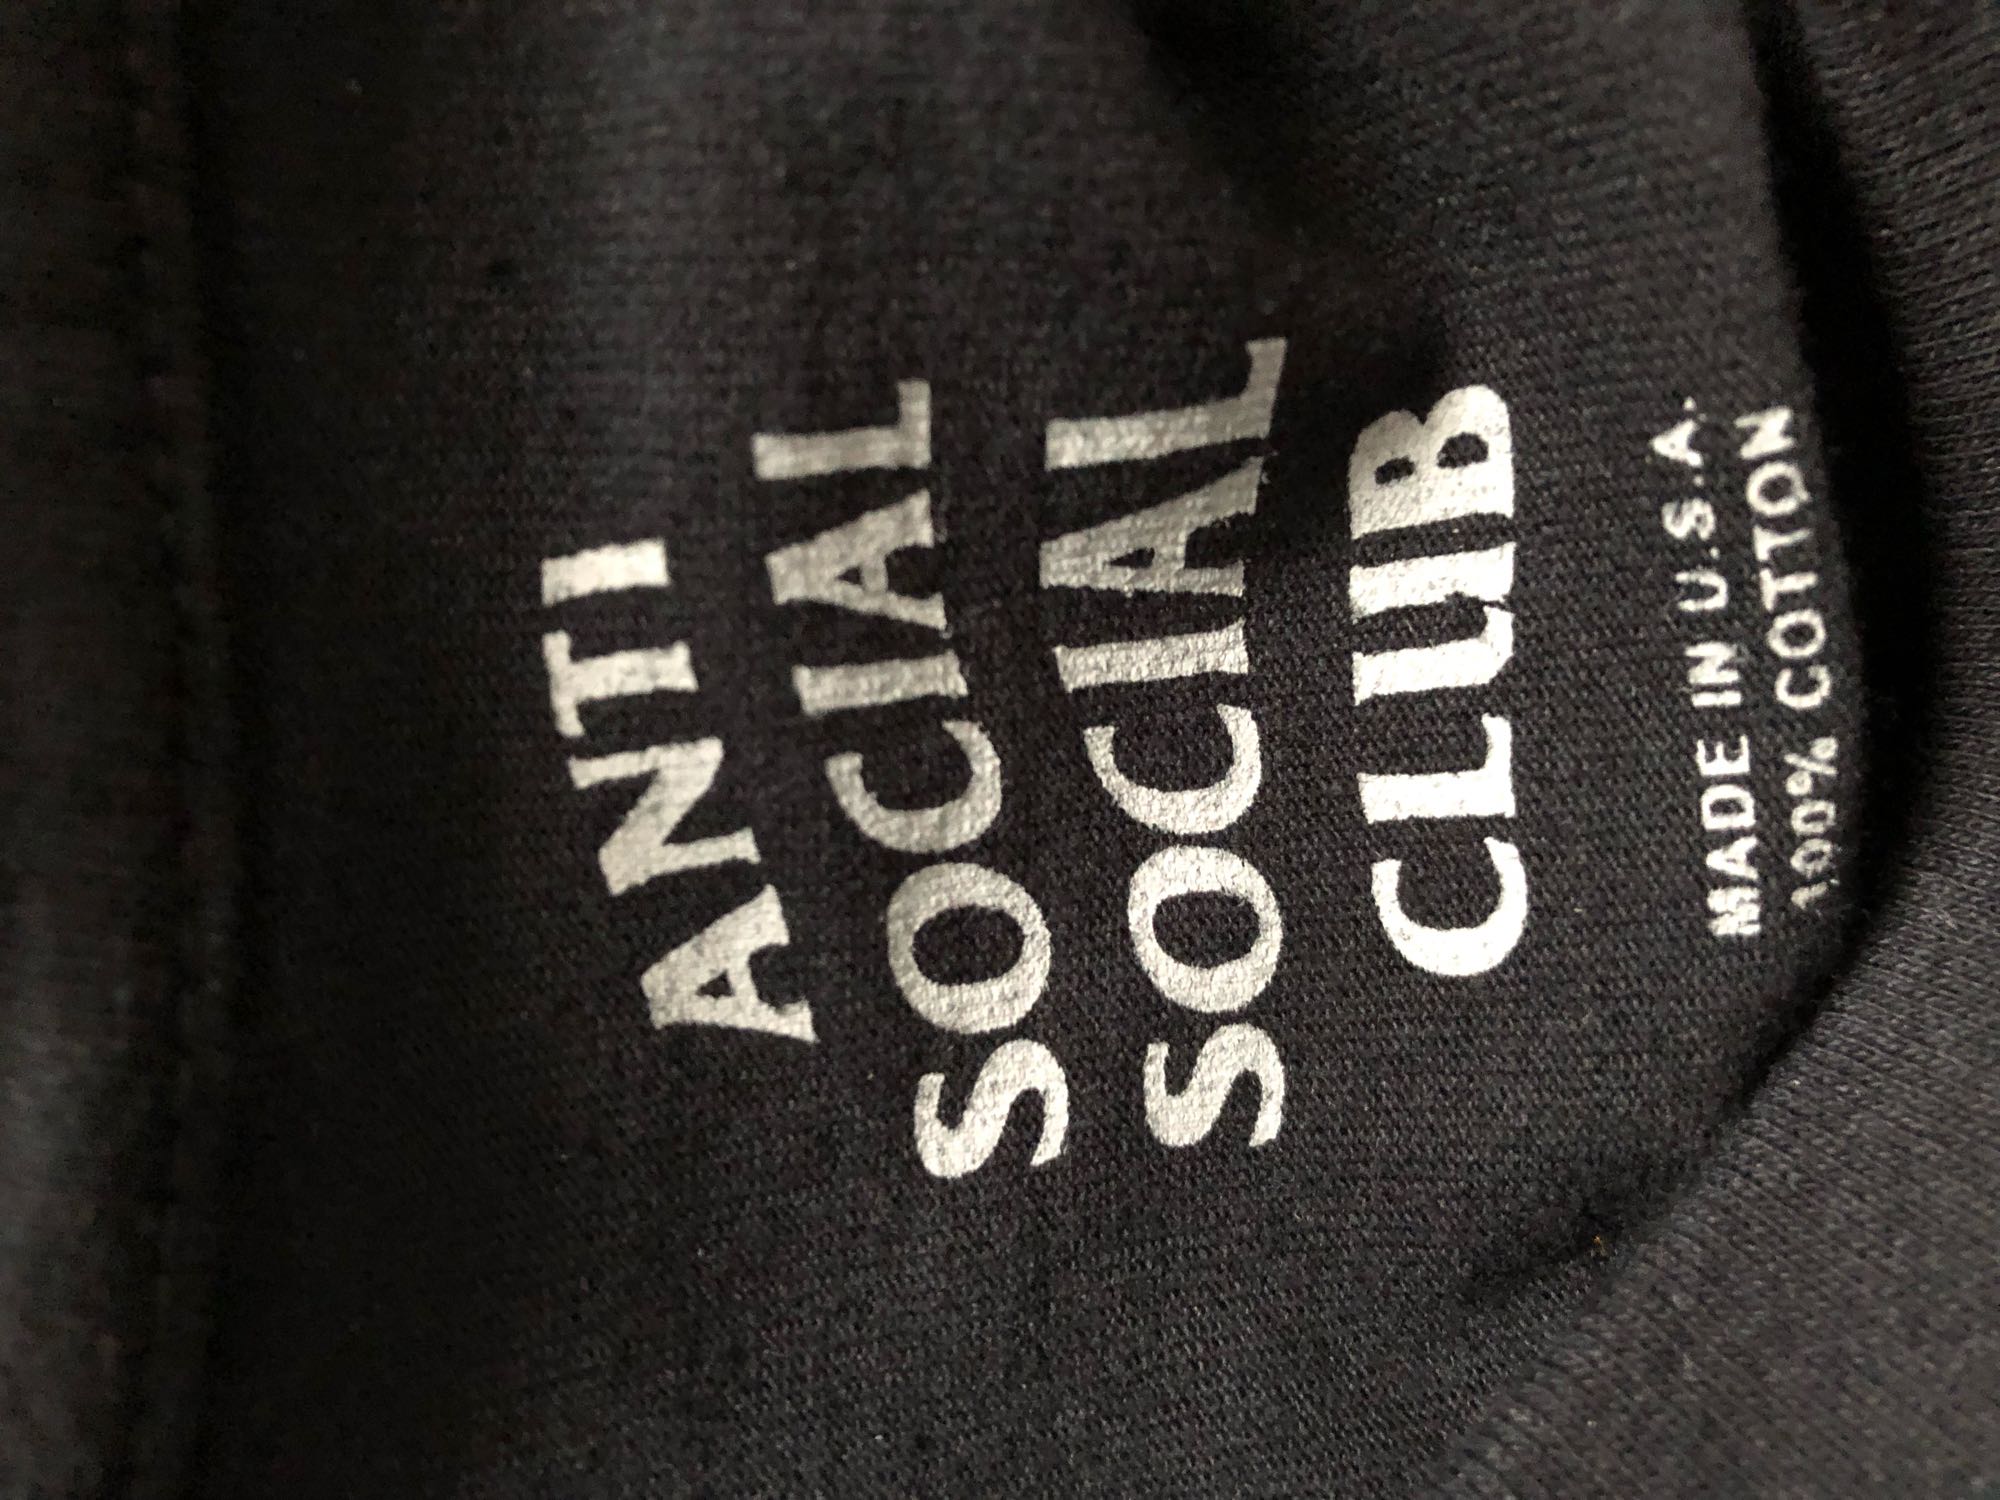 ANTI
SOCIAL
SOCIAL
CLUB
MADE IN U.S.A.
100% COTTON